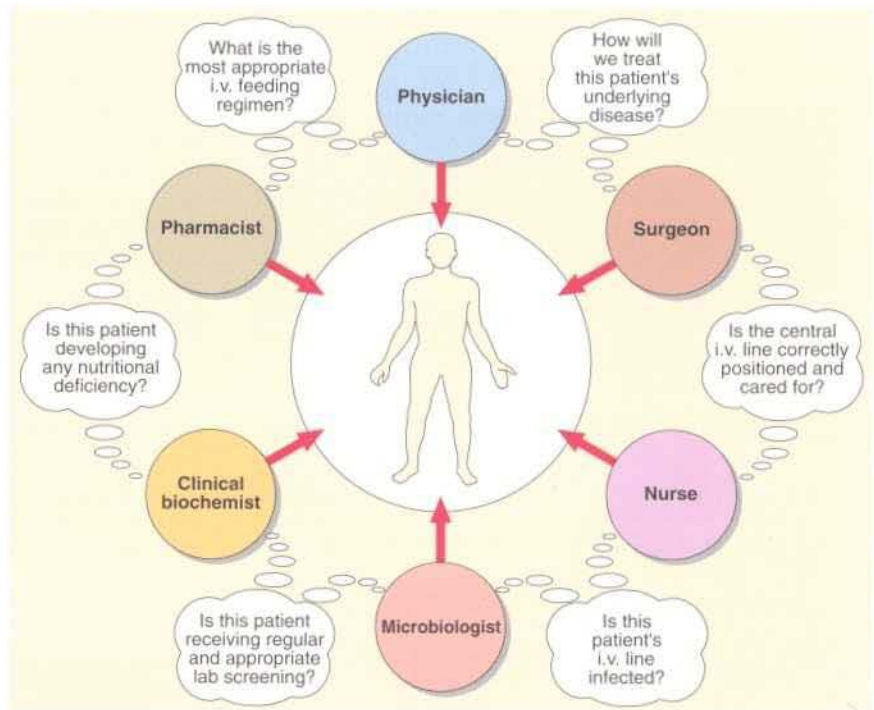 What is the
most appropriate
i.v. feeding
regimen?
Physician
How will
we treat
this patient's
underlying
disease?
Pharmacist
Surgeon
Is this patient
developing
any nutritional
deficiency?
Is the central
i.v. line correctly
positioned and
cared for?
Clinical
biochemist
Nurse
Is this patient
receiving regular
and appropriate
lab screening?
Microbiologist
Is this
patient's
i.v. line
infected?